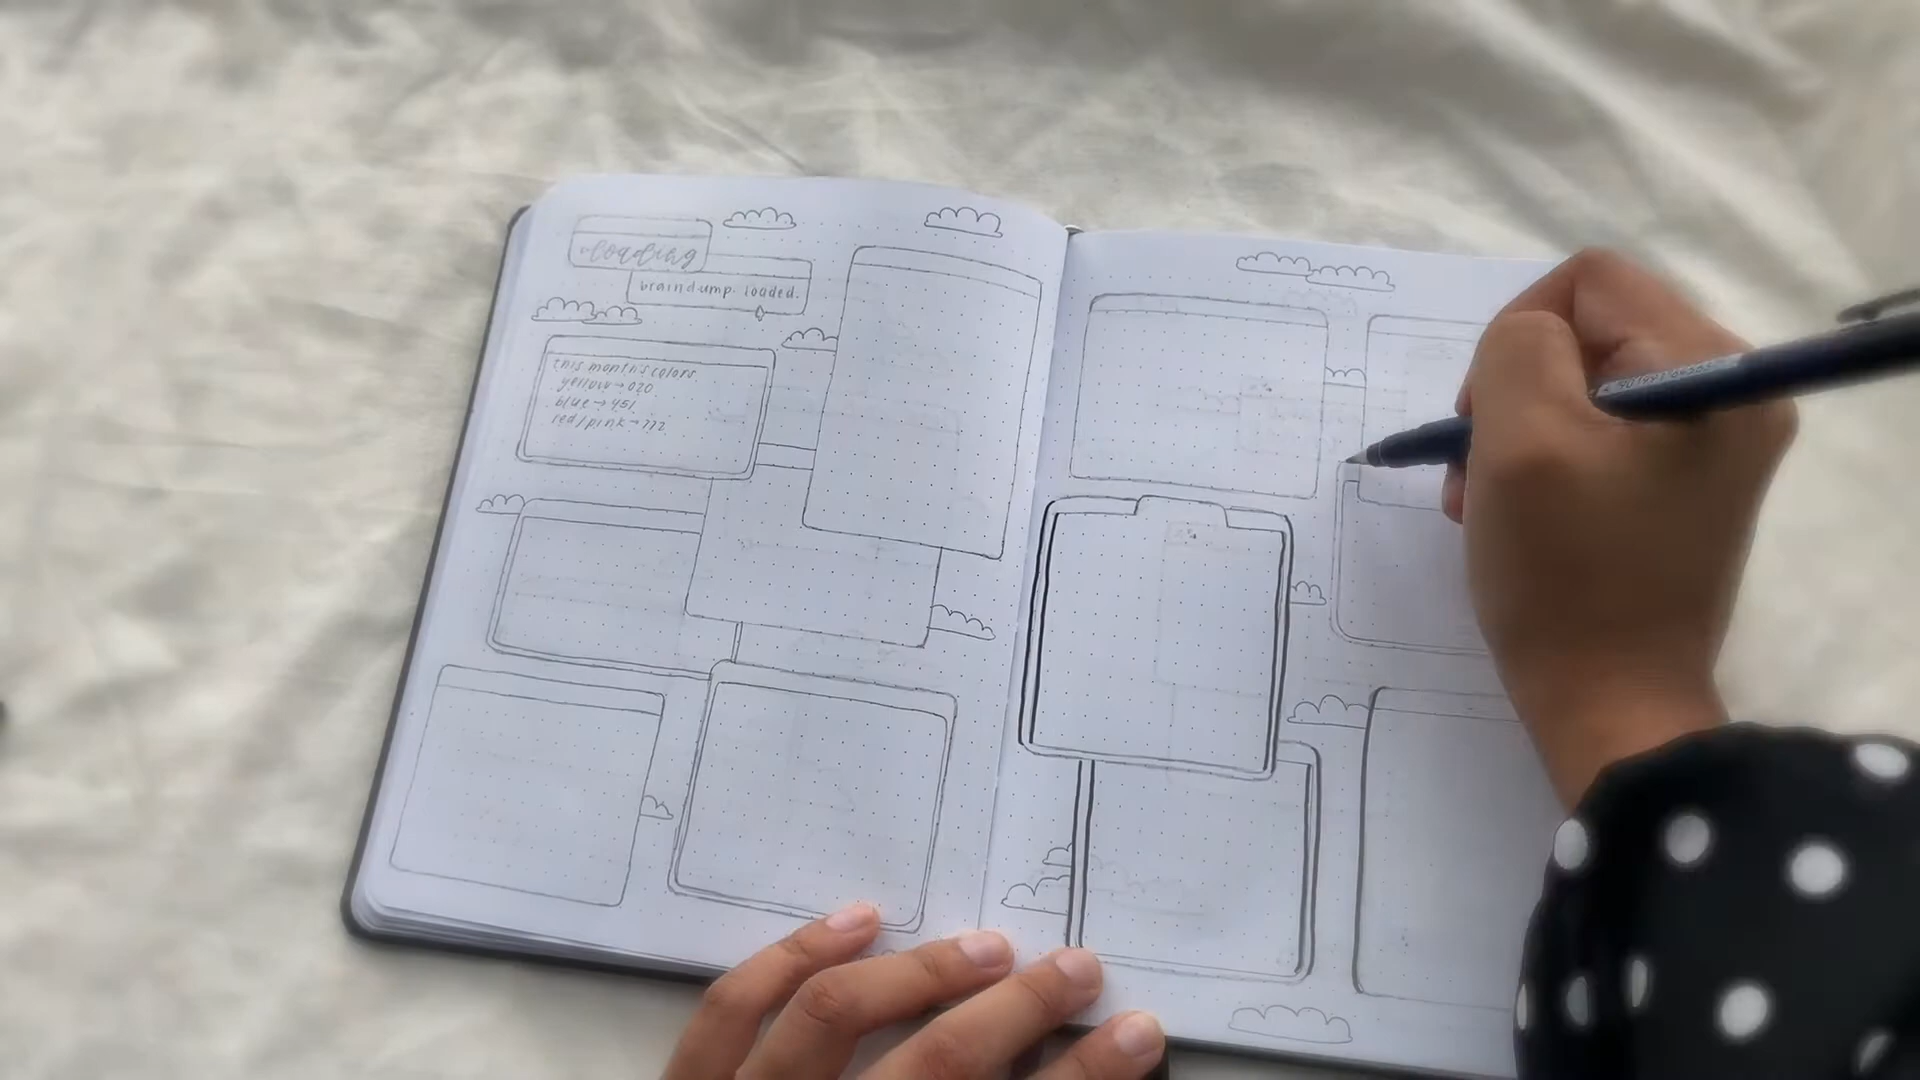 loading
braindump. loaded.
this month's colors
yellow → 020
blue → 451
red/pink → 772